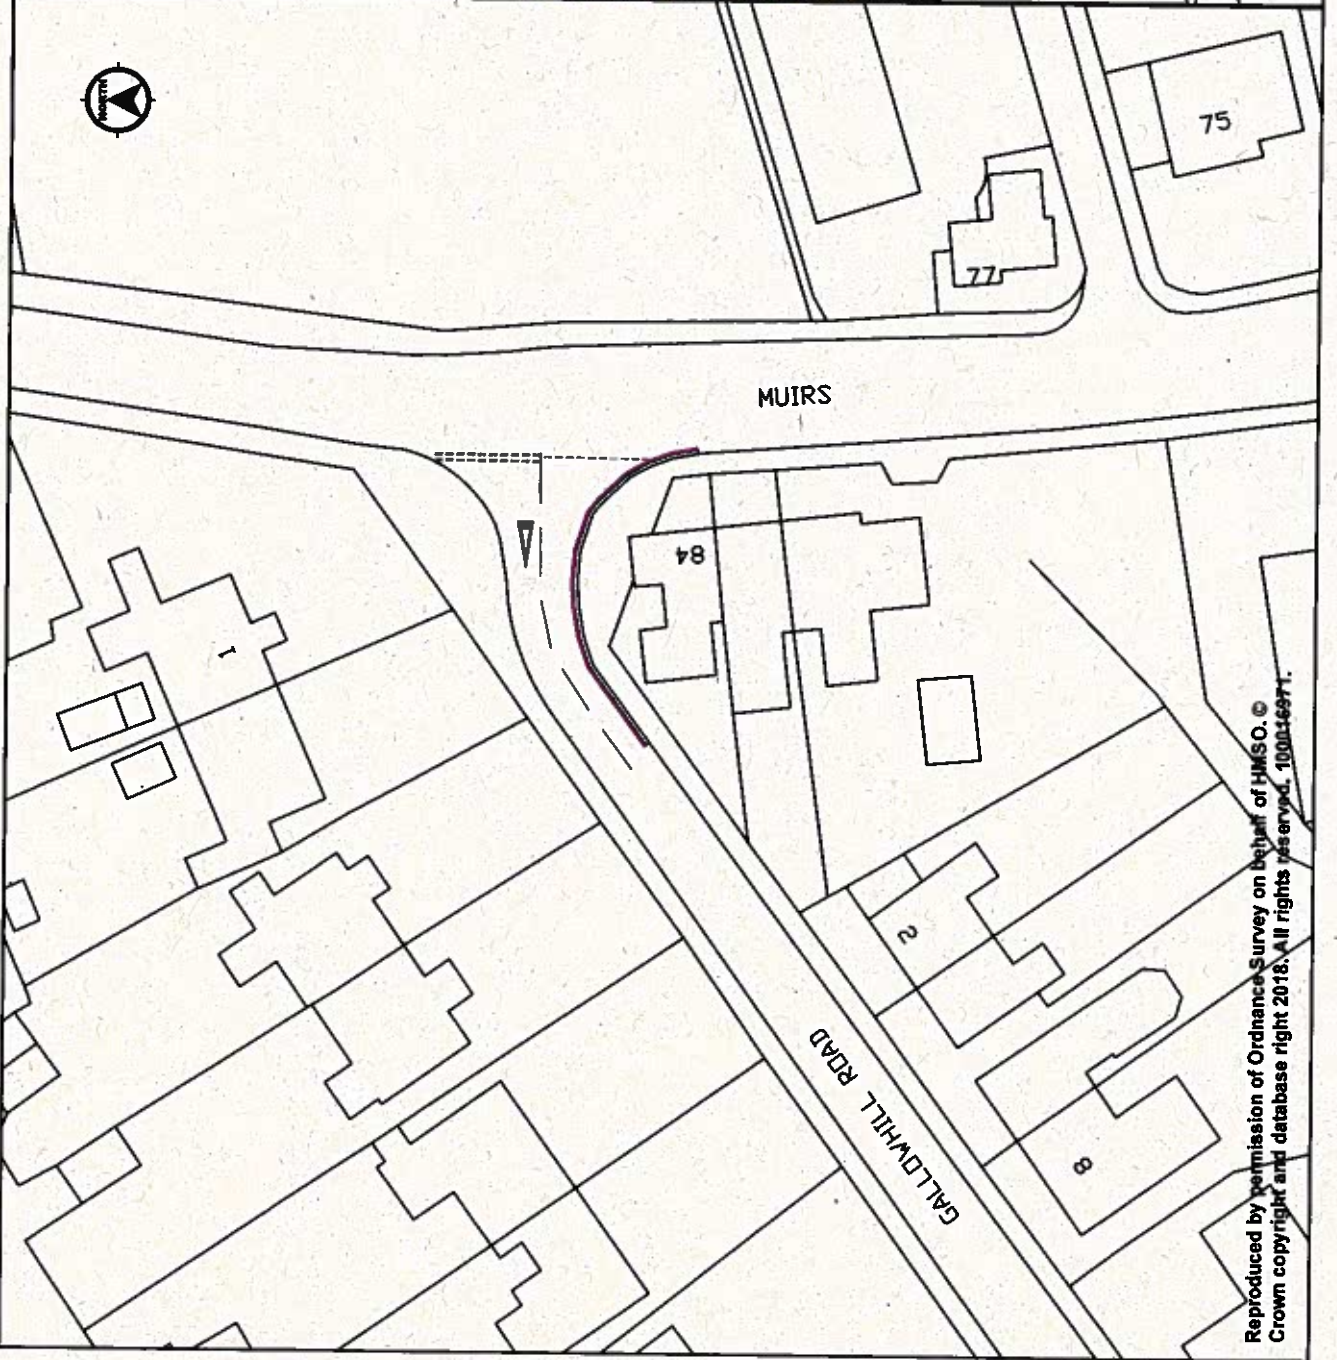 NORTH
75
77
MUIRS
84
1
2
GALLOWHILL ROAD
8
Reproduced by permission of Ordnance Survey on behalf of HMSO. ©
Crown copyright and database right 2018. All rights reserved. 100016971.